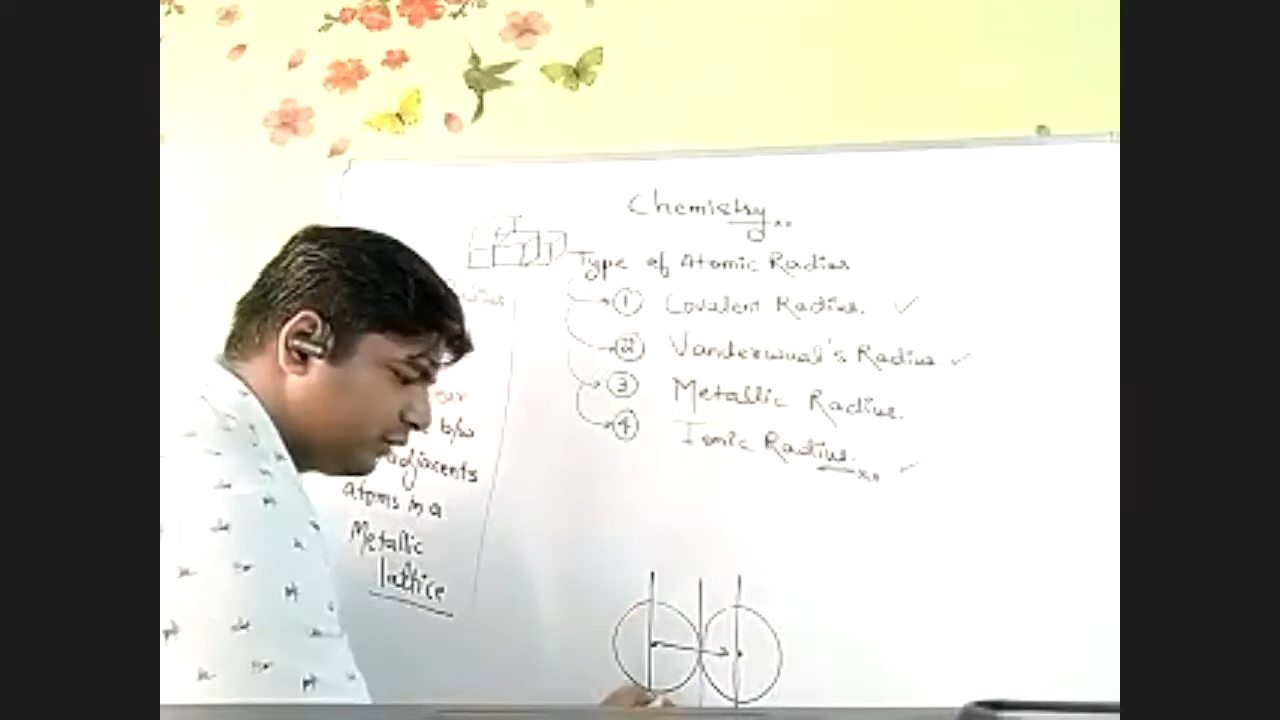 Chemistry
Type of Atomic Radius
① Covalent Radius. ✓
② Vanderwual's Radius ✓
③ Metallic Radius.
④ Ionic Radius. ✓
b/w
adjacents
atoms in a
Metallic
lattice